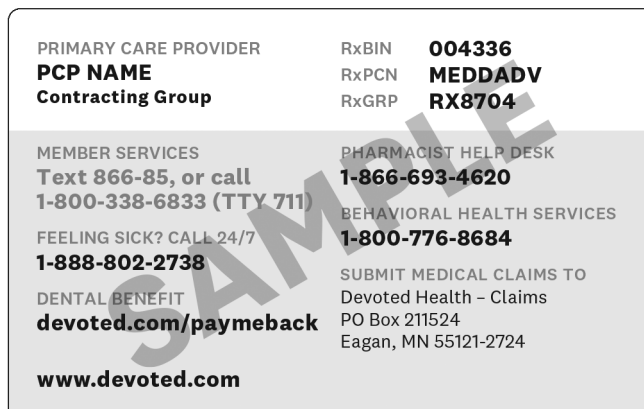 PRIMARY CARE PROVIDER
PCP NAME
Contracting Group
RxBIN 004336
RxPCN MEDDADV
RxGRP RX8704
MEMBER SERVICES
Text 866-85, or call
1-800-338-6833 (TTY 711)
FEELING SICK? CALL 24/7
1-888-802-2738
DENTAL BENEFIT
devoted.com/paymeback
www.devoted.com
PHARMACIST HELP DESK
1-866-693-4620
BEHAVIORAL HEALTH SERVICES
1-800-776-8684
SUBMIT MEDICAL CLAIMS TO
Devoted Health – Claims
PO Box 211524
Eagan, MN 55121-2724
SAMPLE